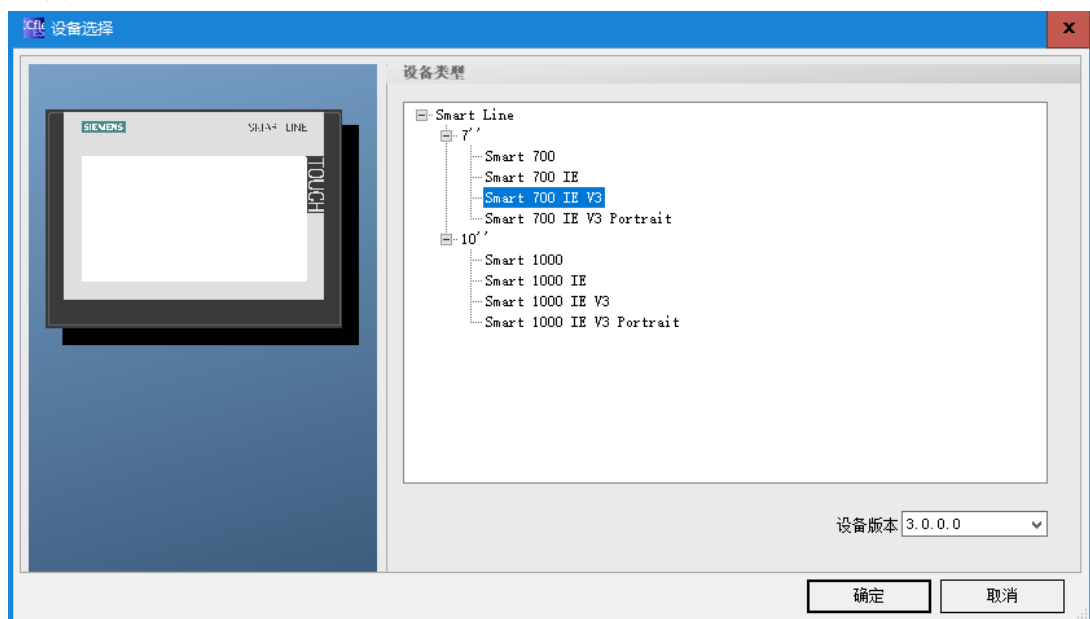 设备选择
x
设备类型
SIEMENS
TOUCH
Smart Line
7''
Smart 700
Smart 700 IE
Smart 700 IE V3
Smart 700 IE V3 Portrait
10''
Smart 1000
Smart 1000 IE
Smart 1000 IE V3
Smart 1000 IE V3 Portrait
设备版本 3.0.0.0
确定 取消